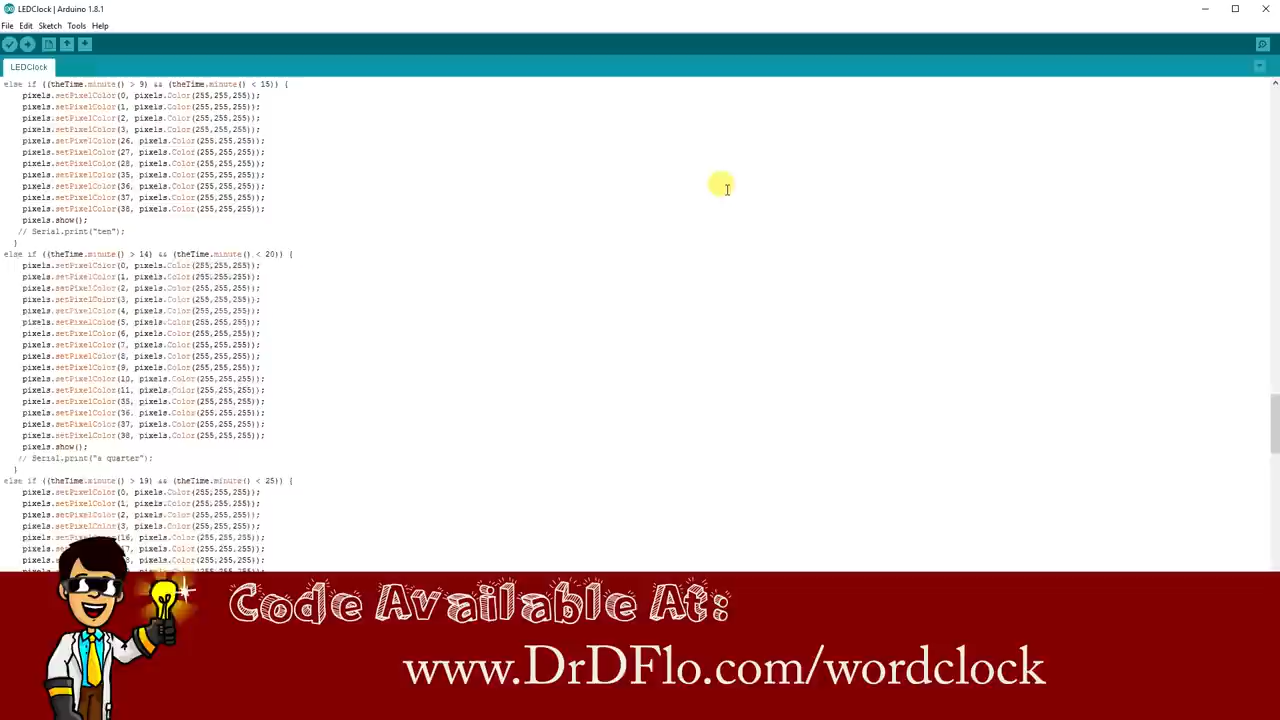 LEDClock | Arduino 1.8.1
File Edit Sketch Tools Help
LEDClock
else if ((theTime.minute() > 9) && (theTime.minute() < 15)) {
pixels.setPixelColor(0, pixels.Color(255,255,255));
pixels.setPixelColor(1, pixels.Color(255,255,255));
pixels.setPixelColor(2, pixels.Color(255,255,255));
pixels.setPixelColor(3, pixels.Color(255,255,255));
pixels.setPixelColor(26, pixels.Color(255,255,255));
pixels.setPixelColor(27, pixels.Color(255,255,255));
pixels.setPixelColor(28, pixels.Color(255,255,255));
pixels.setPixelColor(35, pixels.Color(255,255,255));
pixels.setPixelColor(36, pixels.Color(255,255,255));
pixels.setPixelColor(37, pixels.Color(255,255,255));
pixels.setPixelColor(38, pixels.Color(255,255,255));
pixels.show();
// Serial.print("ten");
}
else if ((theTime.minute() > 14) && (theTime.minute() < 20)) {
pixels.setPixelColor(0, pixels.Color(255,255,255));
pixels.setPixelColor(1, pixels.Color(255,255,255));
pixels.setPixelColor(2, pixels.Color(255,255,255));
pixels.setPixelColor(3, pixels.Color(255,255,255));
pixels.setPixelColor(4, pixels.Color(255,255,255));
pixels.setPixelColor(5, pixels.Color(255,255,255));
pixels.setPixelColor(6, pixels.Color(255,255,255));
pixels.setPixelColor(7, pixels.Color(255,255,255));
pixels.setPixelColor(8, pixels.Color(255,255,255));
pixels.setPixelColor(9, pixels.Color(255,255,255));
pixels.setPixelColor(10, pixels.Color(255,255,255));
pixels.setPixelColor(11, pixels.Color(255,255,255));
pixels.setPixelColor(35, pixels.Color(255,255,255));
pixels.setPixelColor(36, pixels.Color(255,255,255));
pixels.setPixelColor(37, pixels.Color(255,255,255));
pixels.setPixelColor(38, pixels.Color(255,255,255));
pixels.show();
// Serial.print("a quarter");
}
else if ((theTime.minute() > 19) && (theTime.minute() < 25)) {
pixels.setPixelColor(0, pixels.Color(255,255,255));
pixels.setPixelColor(1, pixels.Color(255,255,255));
pixels.setPixelColor(2, pixels.Color(255,255,255));
pixels.setPixelColor(3, pixels.Color(255,255,255));
pixels.setPixelColor(16, pixels.Color(255,255,255));
pixels.Color(255,255,255));
pixels.Color(255,255,255));
Code Available At:
www.DrDFlo.com/wordclock